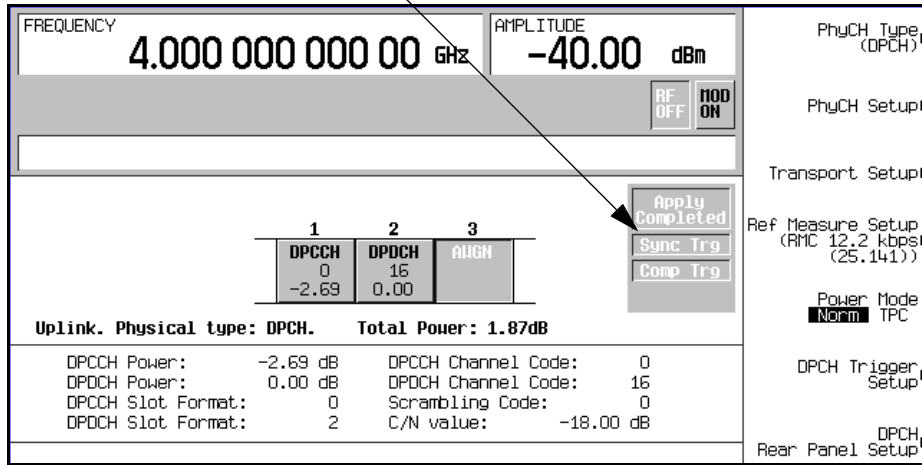 FREQUENCY
4.000 000 000 00 GHz
AMPLITUDE
-40.00 dBm
RF OFF
MOD ON
Apply Completed
Sync Trg
Comp Trg
1 2 3
DPCCH DPDCH AWGN
0 16
-2.69 0.00
Uplink. Physical type: DPCH. Total Power: 1.87dB
DPCCH Power: -2.69 dB DPCCH Channel Code: 0
DPDCH Power: 0.00 dB DPDCH Channel Code: 16
DPCCH Slot Format: 0 Scrambling Code: 0
DPDCH Slot Format: 2 C/N value: -18.00 dB
PhyCH Type
(DPCH)
PhyCH Setup
Transport Setup
Ref Measure Setup
(RMC 12.2 kbps
(25.141))
Power Mode
Norm TPC
DPCH Trigger
Setup
DPCH
Rear Panel Setup